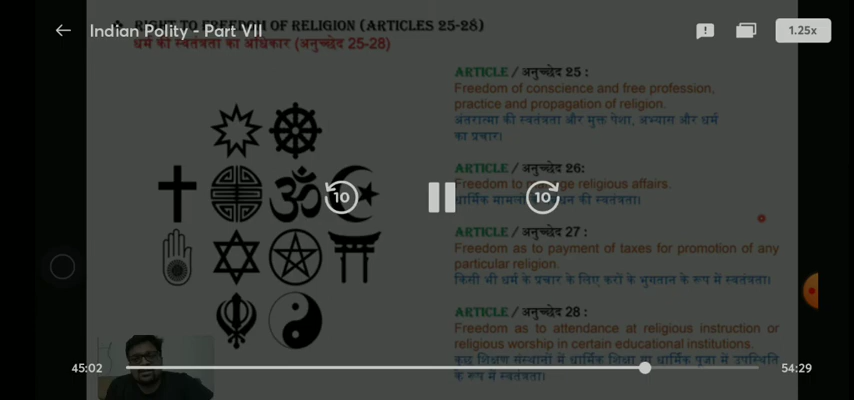 RIGHT TO FREEDOM OF RELIGION (ARTICLES 25-28)
Indian Polity - Part VII
1.25x
धर्म की स्वतंत्रता का अधिकार (अनुच्छेद 25-28)
ARTICLE / अनुच्छेद 25 :
Freedom of conscience and free profession,
practice and propagation of religion.
अंतरात्मा की स्वतंत्रता और मुक्त पेशा, अभ्यास और धर्म
का प्रचार।
ARTICLE / अनुच्छेद 26:
Freedom to religious affairs.
धार्मिक की स्वतंत्रता।
10
10
ARTICLE / अनुच्छेद 27 :
Freedom as to payment of taxes for promotion of any
particular religion.
किसी भी धर्म के प्रचार के लिए करों के भुगतान के रूप में स्वतंत्रता।
ARTICLE / अनुच्छेद 28 :
Freedom as to attendance at religious instruction or
religious worship in certain educational institutions.
कुछ शिक्षण संस्थानों में धार्मिक शिक्षा या धार्मिक पूजा में उपस्थिति
के रूप में स्वतंत्रता।
45:02
54:29